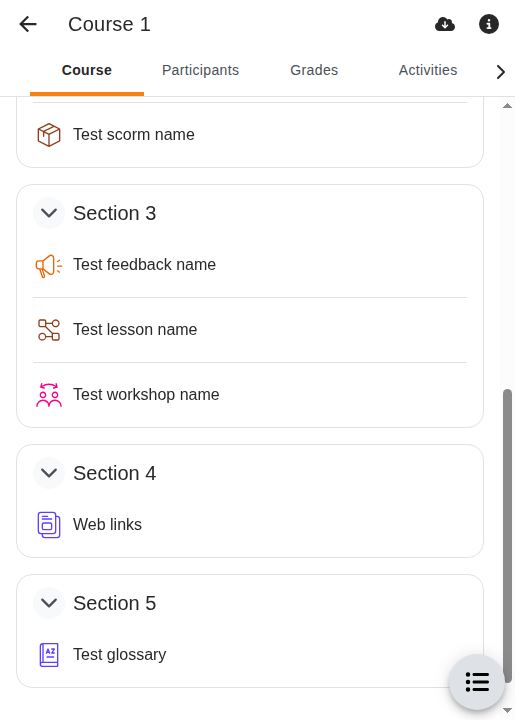 Course 1
Course
Participants
Grades
Activities
Test scorm name
Section 3
Test feedback name
Test lesson name
Test workshop name
Section 4
Web links
Section 5
AZ
Test glossary